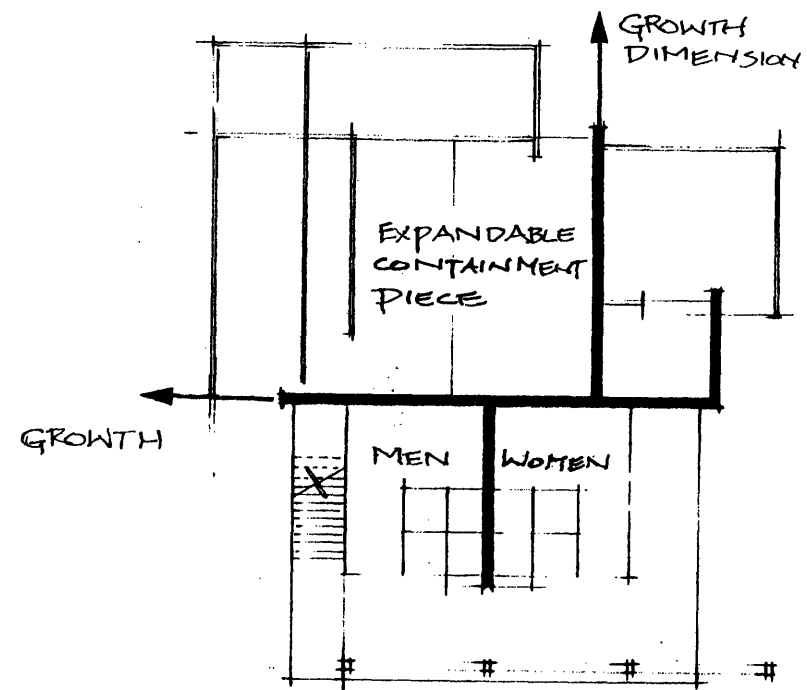 GROWTH
DIMENSION
EXPANDABLE
CONTAINMENT
PIECE
GROWTH
MEN
WOMEN